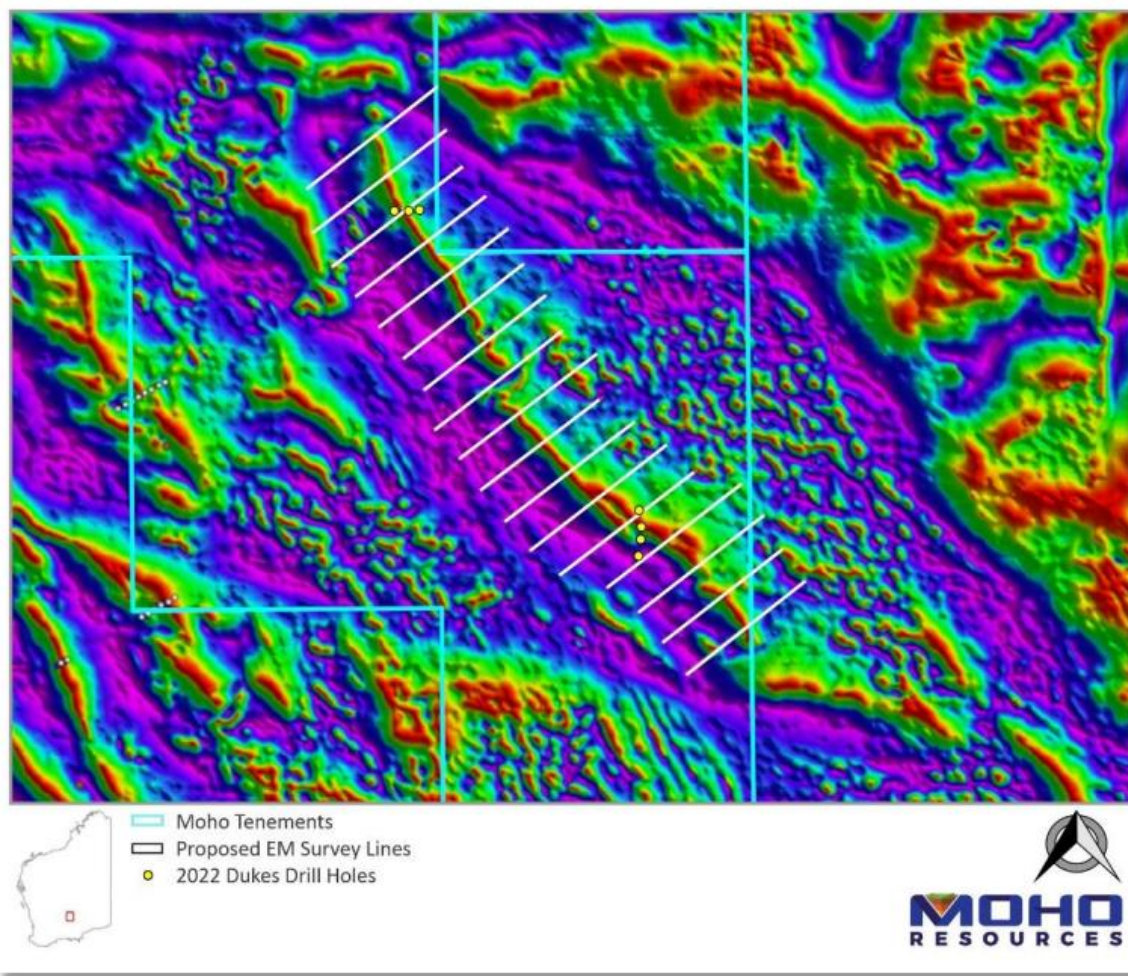 Moho Tenements
Proposed EM Survey Lines
2022 Dukes Drill Holes
MOHO
RESOURCES